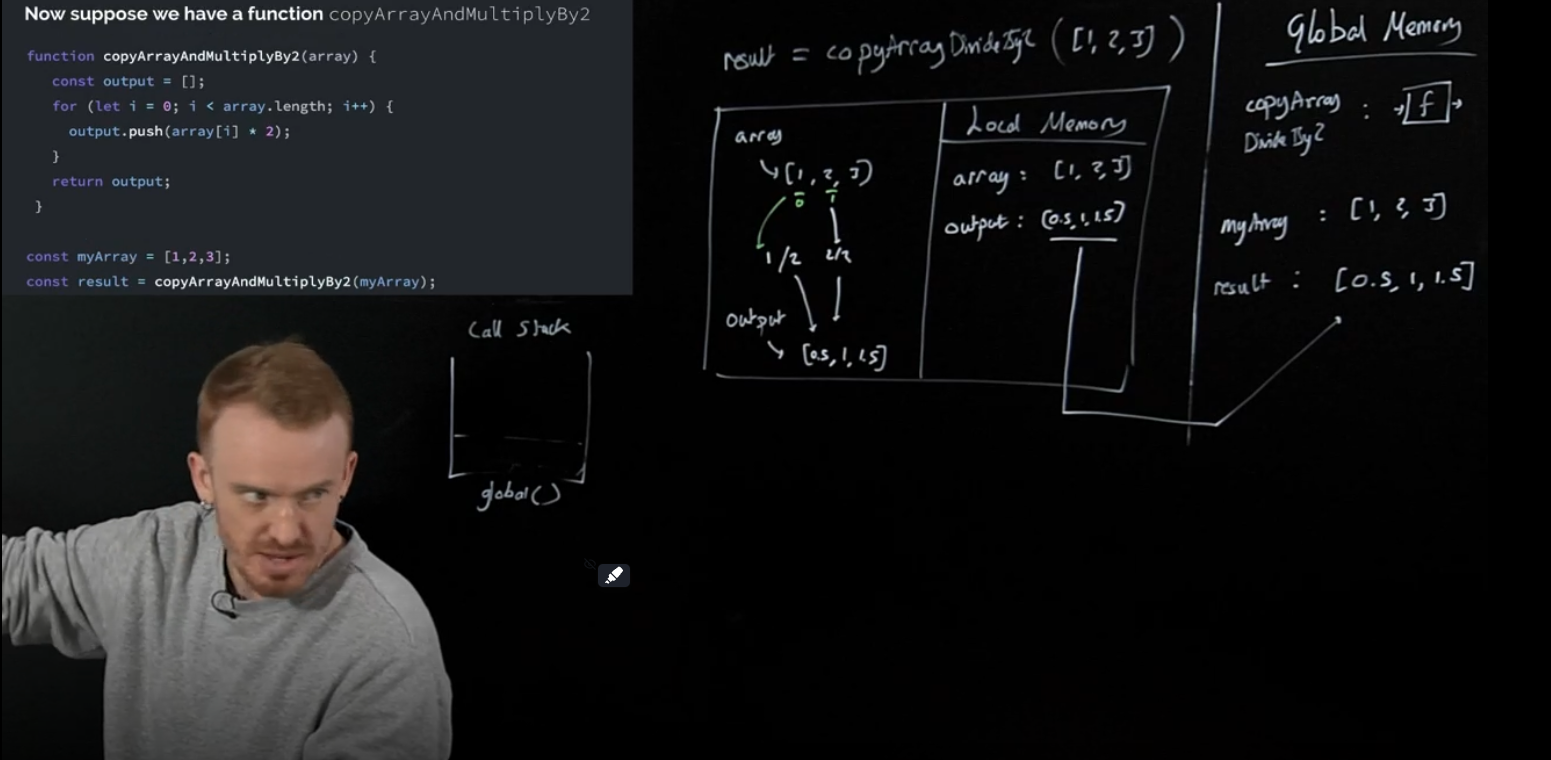 Now suppose we have a function copyArrayAndMultiplyBy2
function copyArrayAndMultiplyBy2(array) {
const output = [];
for (let i = 0; i < array.length; i++) {
output.push(array[i] * 2);
}
return output;
}
const myArray = [1,2,3];
const result = copyArrayAndMultiplyBy2(myArray);
Call Stack
global()
result = copyArrayDivideBy2 ([1, 2, 3])
array
[1, 2, 3]
0 1
1/2 2/2
output
[0.5, 1, 1.5]
Local Memory
array : [1, 2, 3]
output : [0.5, 1, 1.5]
Global Memory
copyArray
DivideBy2 : f
myArray : [1, 2, 3]
result : [0.5, 1, 1.5]